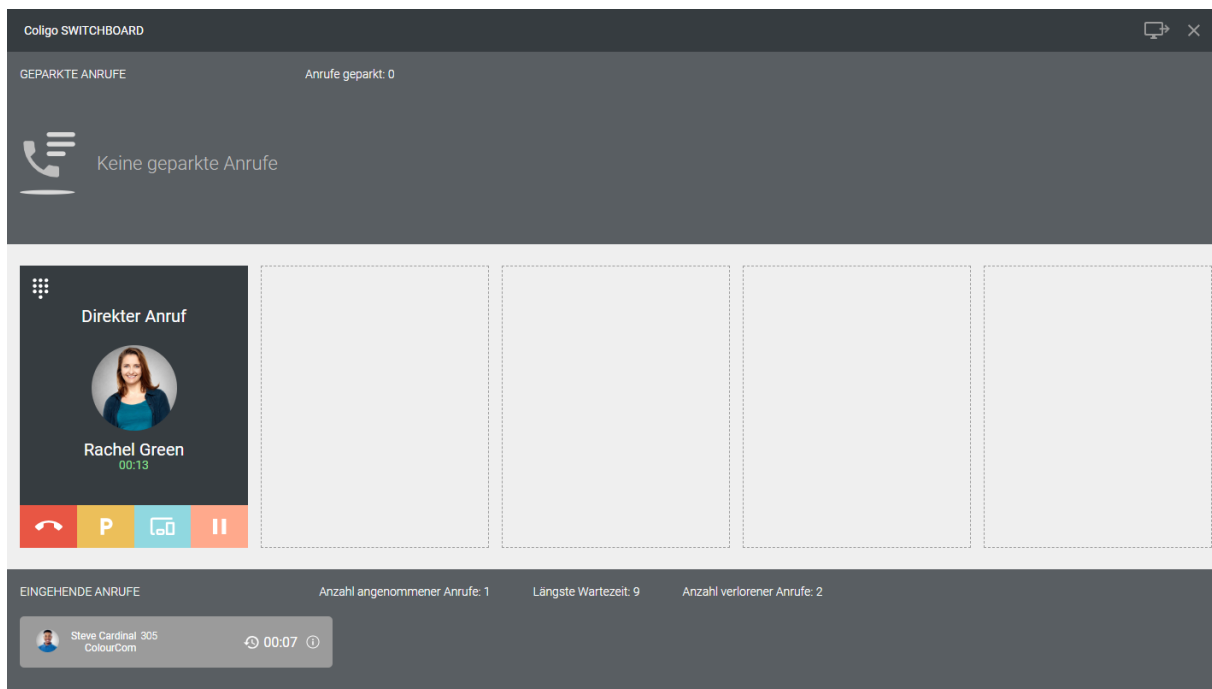 Coligo SWITCHBOARD
GEPARKTE ANRUFE Anrufe geparkt: 0
Keine geparkte Anrufe
Direkter Anruf
Rachel Green
00:13
P
EINGEHENDE ANRUFE Anzahl angenommener Anrufe: 1 Längste Wartezeit: 9 Anzahl verlorener Anrufe: 2
Steve Cardinal 305
ColourCom
00:07